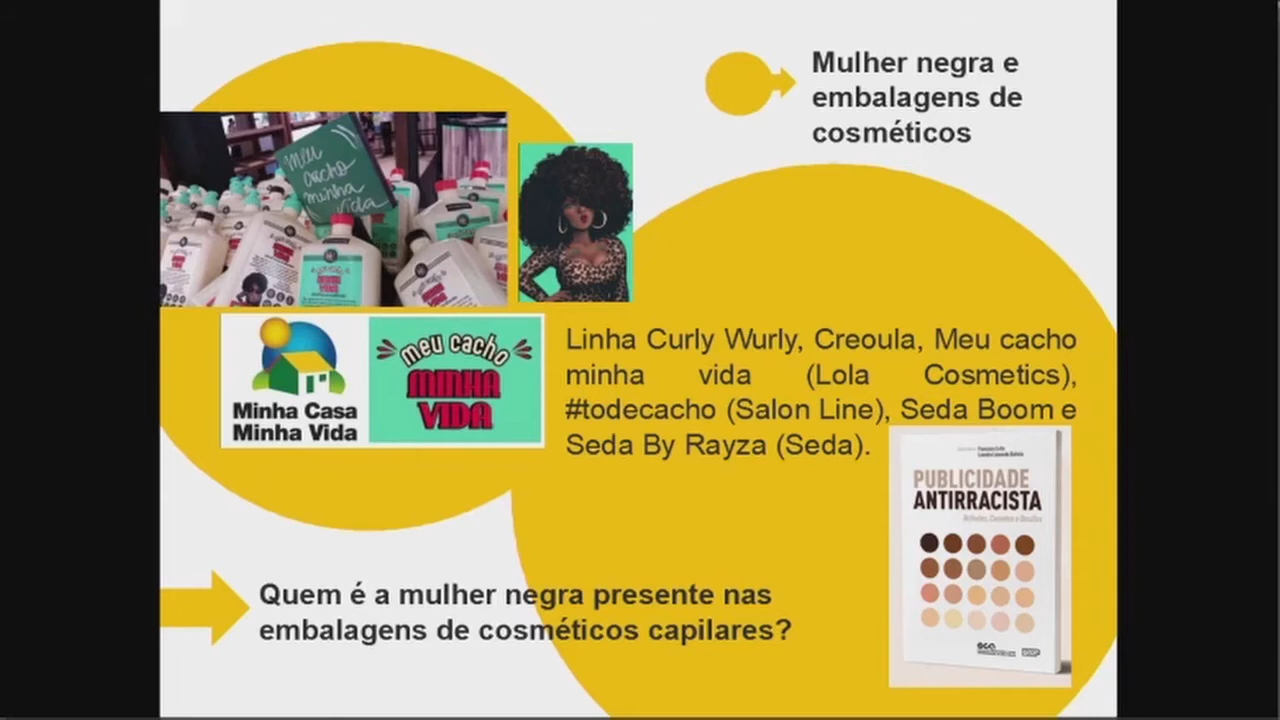 Mulher negra e
embalagens de
cosméticos
Meu
cacho
minha
vida
MINHA
VIDA
Minha Casa
Minha Vida
meu cacho
MINHA
VIDA
Linha Curly Wurly, Creoula, Meu cacho
minha vida (Lola Cosmetics),
#todecacho (Salon Line), Seda Boom e
Seda By Rayza (Seda).
PUBLICIDADE
ANTIRRACISTA
Quem é a mulher negra presente nas
embalagens de cosméticos capilares?